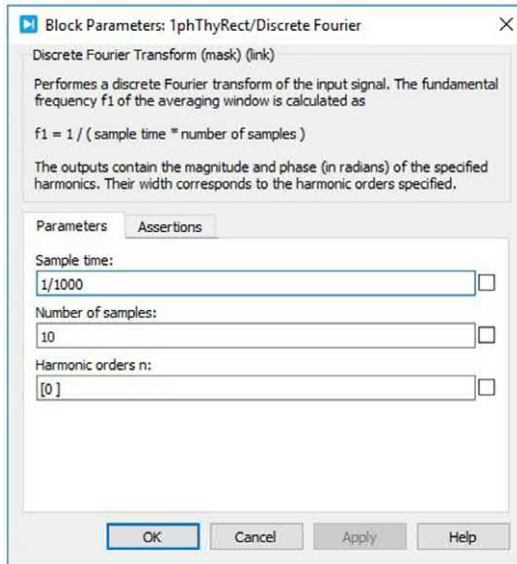 Block Parameters: 1phThyRect/Discrete Fourier
Discrete Fourier Transform (mask) (link)
Performes a discrete Fourier transform of the input signal. The fundamental
frequency f1 of the averaging window is calculated as
f1 = 1 / ( sample time * number of samples )
The outputs contain the magnitude and phase (in radians) of the specified
harmonics. Their width corresponds to the harmonic orders specified.
Parameters Assertions
Sample time:
1/1000
Number of samples:
10
Harmonic orders n:
[0 ]
OK Cancel Apply Help